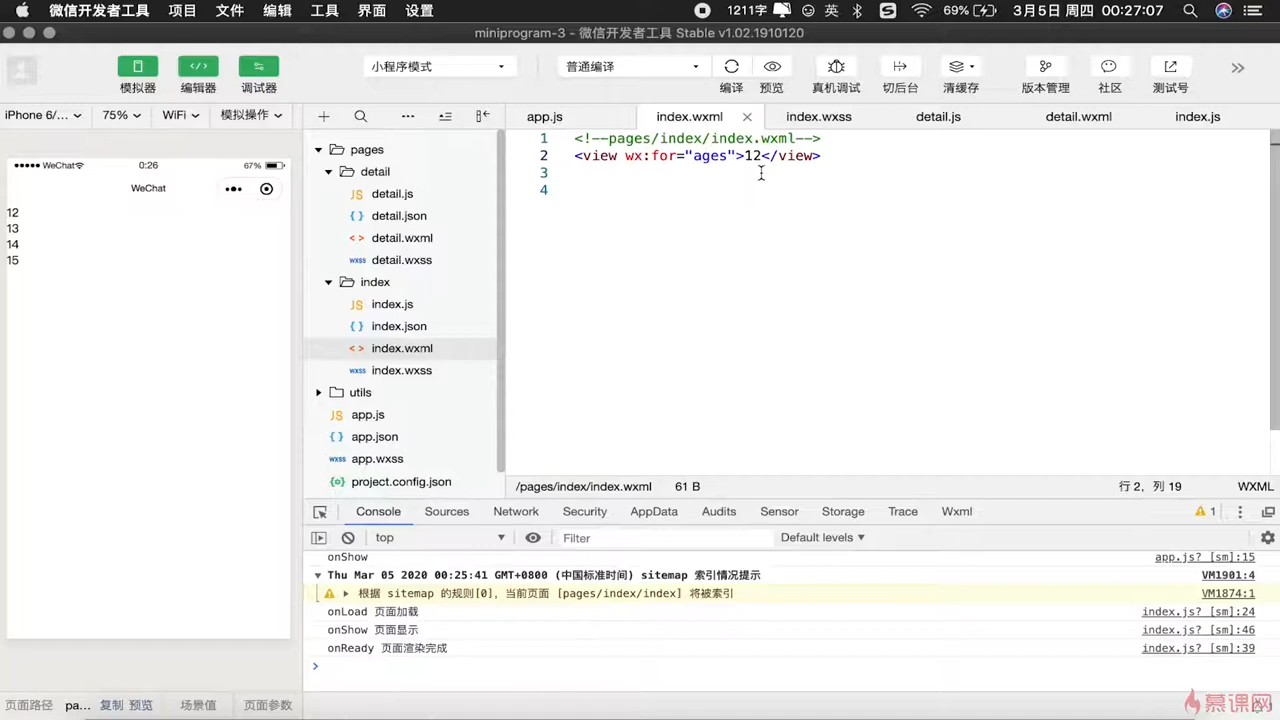 微信开发者工具 项目 文件 编辑 工具 界面 设置 1211字 英 69% 3月5日 周四 00:27:07
miniprogram-3 - 微信开发者工具 Stable v1.02.1910120
模拟器 编辑器 调试器 小程序模式 普通编译 编译 预览 真机调试 切后台 清缓存 版本管理 社区 测试号
iPhone 6/... 75% WiFi 模拟操作
app.js index.wxml index.wxss detail.js detail.wxml index.js
WeChat 0:26 67%
WeChat
12
13
14
15
pages
detail
JS detail.js
{ } detail.json
< > detail.wxml
wxss detail.wxss
index
JS index.js
{ } index.json
< > index.wxml
wxss index.wxss
utils
JS app.js
{ } app.json
wxss app.wxss
{o} project.config.json
1 <!--pages/index/index.wxml-->
2 <view wx:for="ages">12</view>
3
4
/pages/index/index.wxml 61 B 行 2，列 19 WXML
Console Sources Network Security AppData Audits Sensor Storage Trace Wxml 1
top Filter Default levels
onShow app.js? [sm]:15
Thu Mar 05 2020 00:25:41 GMT+0800 (中国标准时间) sitemap 索引情况提示 VM1901:4
根据 sitemap 的规则[0]，当前页面 [pages/index/index] 将被索引 VM1874:1
onLoad 页面加载 index.js? [sm]:24
onShow 页面显示 index.js? [sm]:46
onReady 页面渲染完成 index.js? [sm]:39
>
页面路径 pa... 复制 预览 场景值 页面参数
慕课网